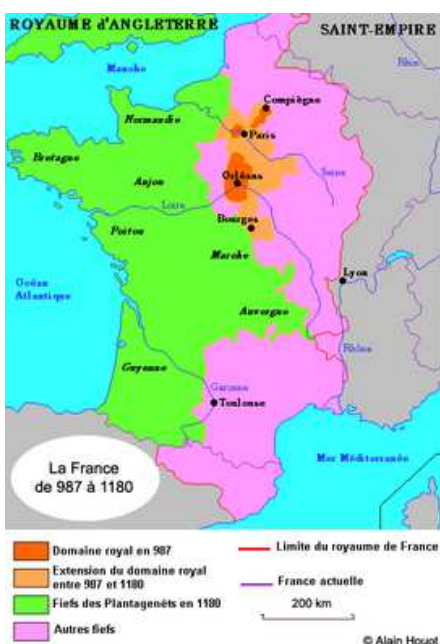 ROYAUME d'ANGLETERRE
SAINT-EMPIRE
Rhin
Manche
Compiègne
Normandie
Paris
Bretagne
Anjou
Orléans
Seine
Loire
Bourges
Poitou
Marche
Océan
Atlantique
Lyon
Auvergne
Guyenne
Garonne
Rhône
Toulouse
La France
de 987 à 1180
Mer Méditerranée
Domaine royal en 987
Limite du royaume de France
Extension du domaine royal
entre 987 et 1180
France actuelle
Fiefs des Plantagenêts en 1180
200 km
Autres fiefs
© Alain Houot